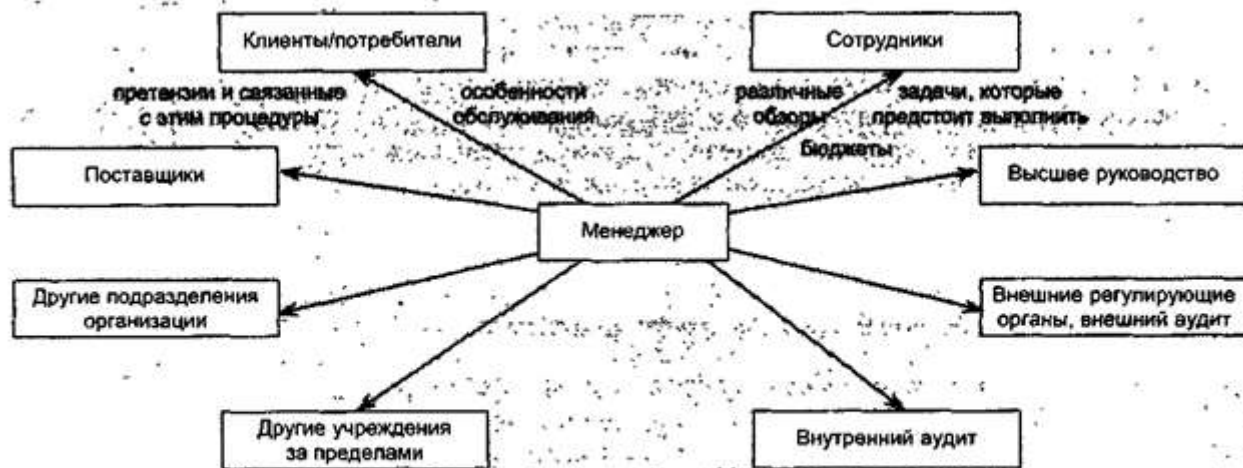 Клиенты/потребители
Сотрудники
претензии и связанные
с этим процедуры
особенности
обслуживания
различные
обзоры
бюджеты
задачи, которые
предстоит выполнить
Поставщики
Высшее руководство
Менеджер
Другие подразделения
организации
Внешние регулирующие
органы, внешний аудит
Другие учреждения
за пределами
Внутренний аудит